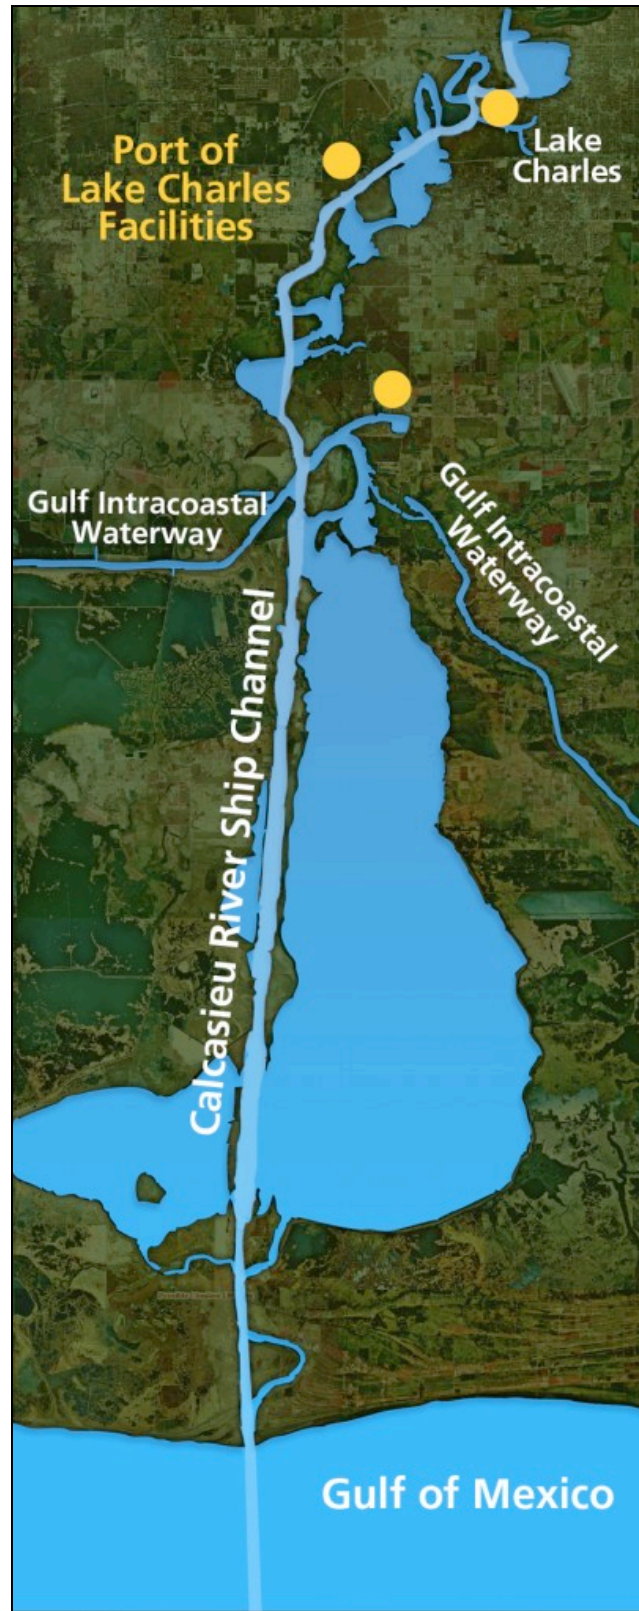 Port of
Lake Charles
Facilities
Lake
Charles
Gulf Intracoastal
Waterway
Gulf Intracoastal
Waterway
Calcasieu River Ship Channel
Gulf of Mexico